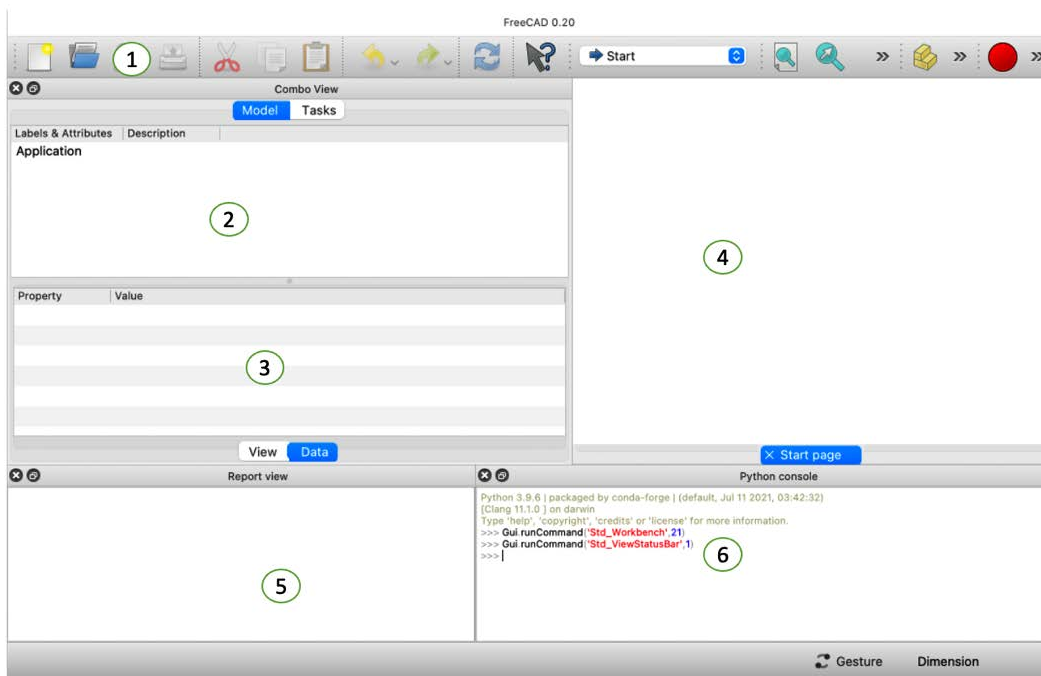 FreeCAD 0.20
1
Start
Combo View
Model Tasks
Labels & Attributes Description
Application
2
4
Property Value
3
View Data
Start page
Report view
Python console
Python 3.9.6 | packaged by conda-forge | (default, Jul 11 2021, 03:42:32)
[Clang 11.1.0 ] on darwin
Type 'help', 'copyright', 'credits' or 'license' for more information.
>>> Gui.runCommand('Std_Workbench',21)
>>> Gui.runCommand('Std_ViewStatusBar',1)
>>>
6
5
Gesture Dimension